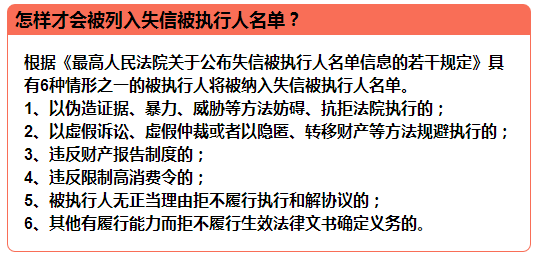 怎样才会被列入失信被执行人名单？
根据《最高人民法院关于公布失信被执行人名单信息的若干规定》具
有6种情形之一的被执行人将被纳入失信被执行人名单。
1、以伪造证据、暴力、威胁等方法妨碍、抗拒法院执行的；
2、以虚假诉讼、虚假仲裁或者以隐匿、转移财产等方法规避执行的；
3、违反财产报告制度的；
4、违反限制高消费令的；
5、被执行人无正当理由拒不履行执行和解协议的；
6、其他有履行能力而拒不履行生效法律文书确定义务的。